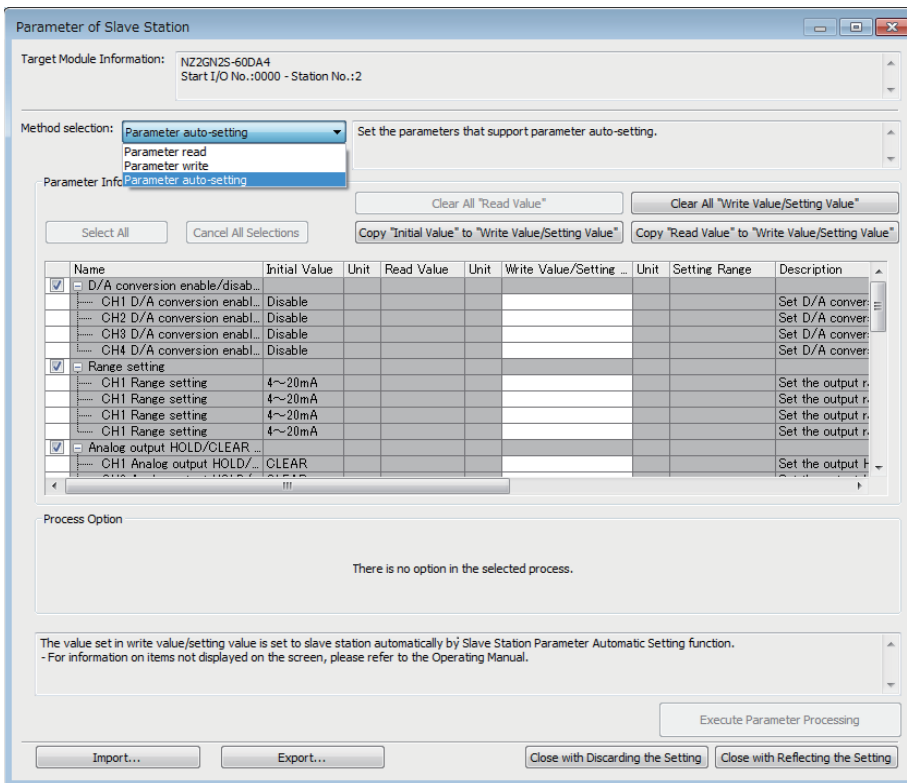 Parameter of Slave Station
Target Module Information:
NZ2GN2S-60DA4
Start I/O No.:0000 - Station No.:2
Method selection:
Parameter auto-setting
Set the parameters that support parameter auto-setting.
Parameter read
Parameter write
Parameter auto-setting
Parameter Info
Clear All "Read Value"
Clear All "Write Value/Setting Value"
Select All
Cancel All Selections
Copy "Initial Value" to "Write Value/Setting Value"
Copy "Read Value" to "Write Value/Setting Value"
Name Initial Value Unit Read Value Unit Write Value/Setting ... Unit Setting Range Description
D/A conversion enable/disab...
CH1 D/A conversion enabl... Disable Set D/A conver
CH2 D/A conversion enabl... Disable Set D/A conver
CH3 D/A conversion enabl... Disable Set D/A conver
CH4 D/A conversion enabl... Disable Set D/A conver
Range setting
CH1 Range setting 4~20mA Set the output r
CH1 Range setting 4~20mA Set the output r
CH1 Range setting 4~20mA Set the output r
CH1 Range setting 4~20mA Set the output r
Analog output HOLD/CLEAR ...
CH1 Analog output HOLD/... CLEAR Set the output H
Process Option
There is no option in the selected process.
The value set in write value/setting value is set to slave station automatically by Slave Station Parameter Automatic Setting function.
- For information on items not displayed on the screen, please refer to the Operating Manual.
Execute Parameter Processing
Import...
Export...
Close with Discarding the Setting
Close with Reflecting the Setting